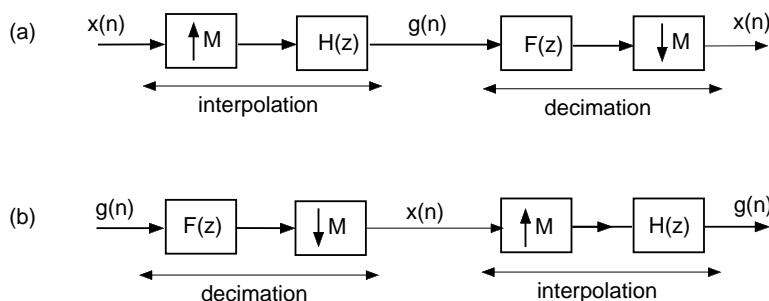 (a) x(n) ↑M H(z) g(n) F(z) ↓M x(n)
interpolation decimation
(b) g(n) F(z) ↓M x(n) ↑M H(z) g(n)
decimation interpolation